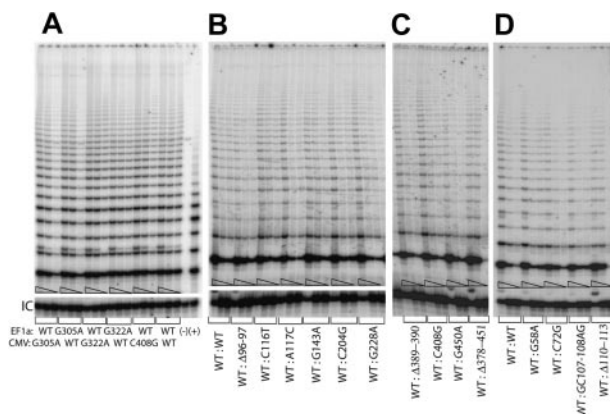 A B C D
IC
EF1a: WT G305A WT G322A WT WT (-)(+)
CMV: G305A WT G322A WT C408G WT
WT:WT
WT:Δ96-97
WT:C116T
WT:A117C
WT:G143A
WT:C204G
WT:G228A
WT:Δ389-390
WT:C408G
WT:G450A
WT:Δ378-451
WT:WT
WT:G58A
WT:C72G
WT:GC107-108AG
WT:Δ110-113